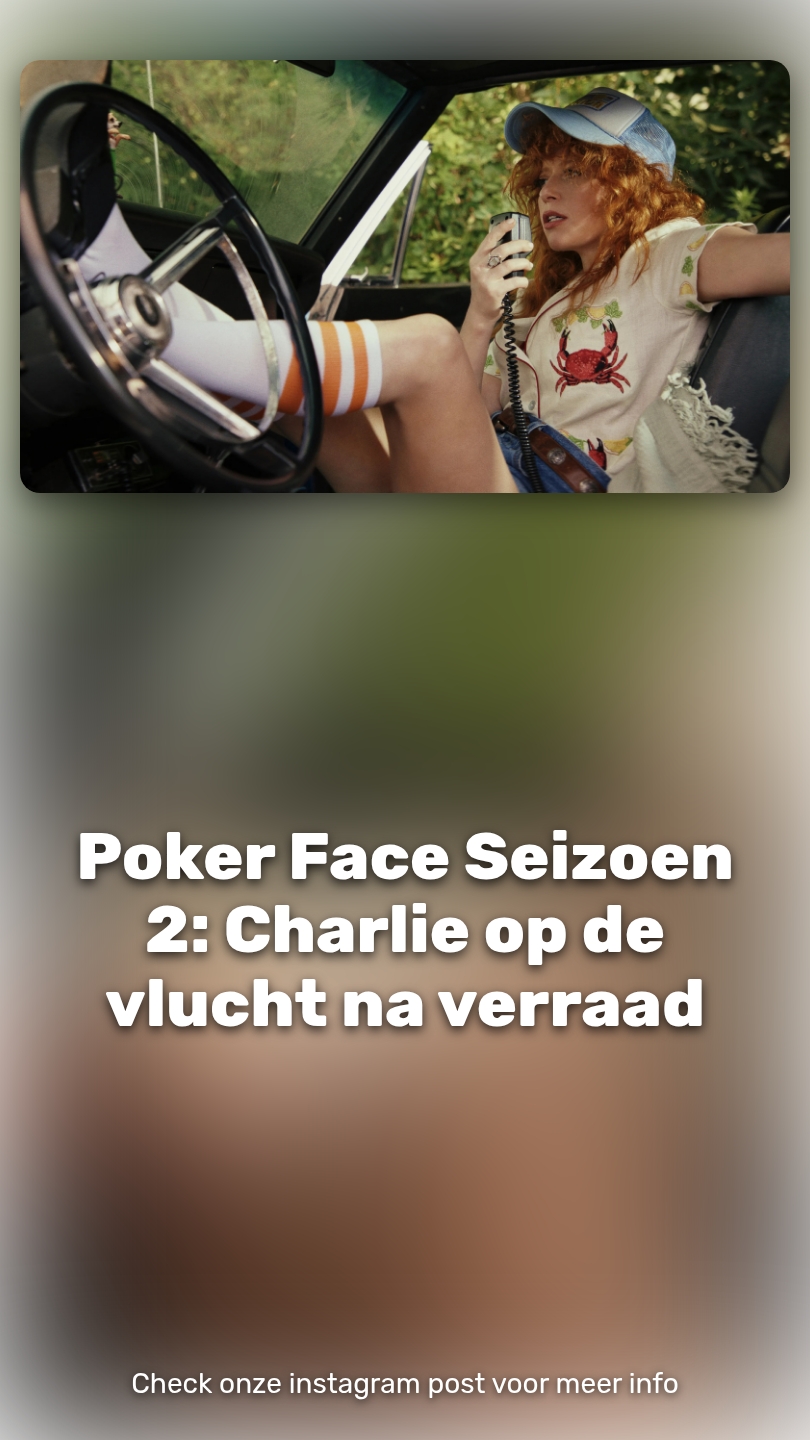 Poker Face Seizoen
2: Charlie op de
vlucht na verraad
Check onze instagram post voor meer info